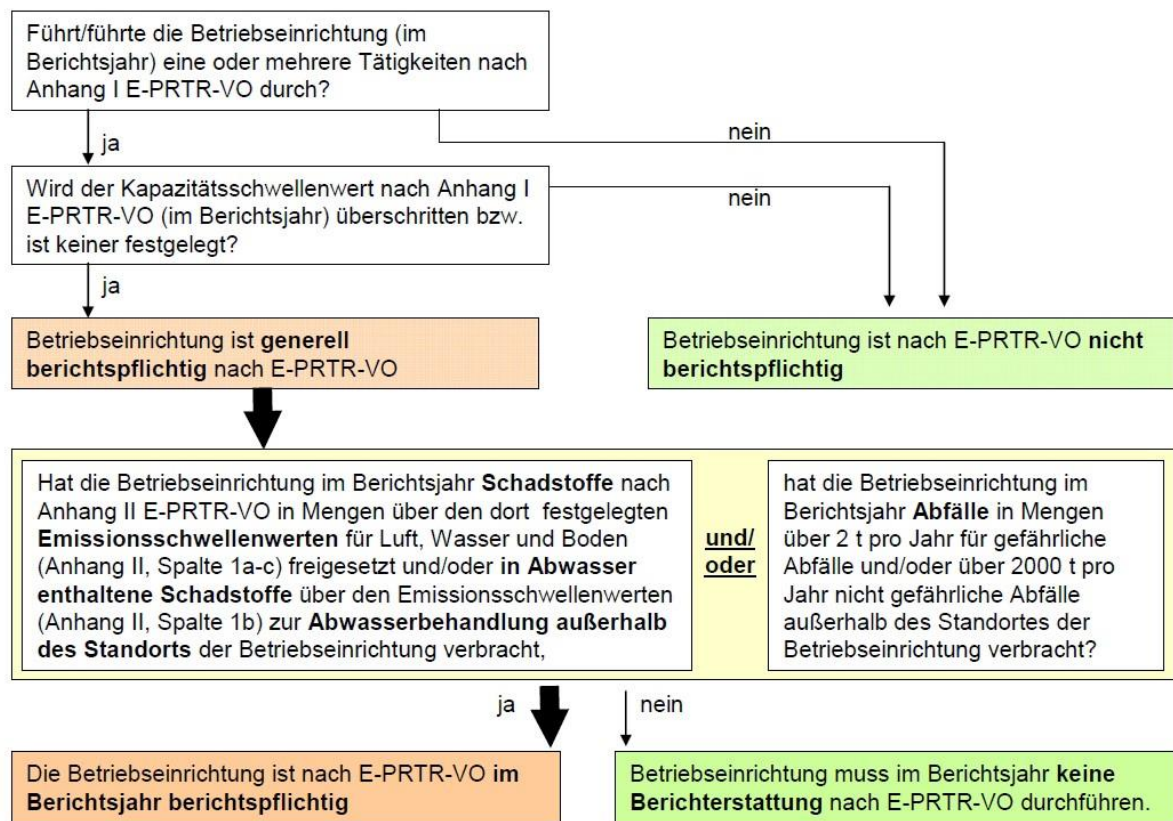 Führt/führte die Betriebseinrichtung (im
Berichtsjahr) eine oder mehrere Tätigkeiten nach
Anhang I E-PRTR-VO durch?
ja
nein
Wird der Kapazitätsschwellenwert nach Anhang I
E-PRTR-VO (im Berichtsjahr) überschritten bzw.
ist keiner festgelegt?
nein
ja
Betriebseinrichtung ist generell
berichtspflichtig nach E-PRTR-VO
Betriebseinrichtung ist nach E-PRTR-VO nicht
berichtspflichtig
Hat die Betriebseinrichtung im Berichtsjahr Schadstoffe nach
Anhang II E-PRTR-VO in Mengen über den dort festgelegten
Emissionsschwellenwerten für Luft, Wasser und Boden
(Anhang II, Spalte 1a-c) freigesetzt und/oder in Abwasser
enthaltene Schadstoffe über den Emissionsschwellenwerten
(Anhang II, Spalte 1b) zur Abwasserbehandlung außerhalb
des Standorts der Betriebseinrichtung verbracht,
und/
oder
hat die Betriebseinrichtung im
Berichtsjahr Abfälle in Mengen
über 2 t pro Jahr für gefährliche
Abfälle und/oder über 2000 t pro
Jahr nicht gefährliche Abfälle
außerhalb des Standortes der
Betriebseinrichtung verbracht?
ja
nein
Die Betriebseinrichtung ist nach E-PRTR-VO im
Berichtsjahr berichtspflichtig
Betriebseinrichtung muss im Berichtsjahr keine
Berichterstattung nach E-PRTR-VO durchführen.